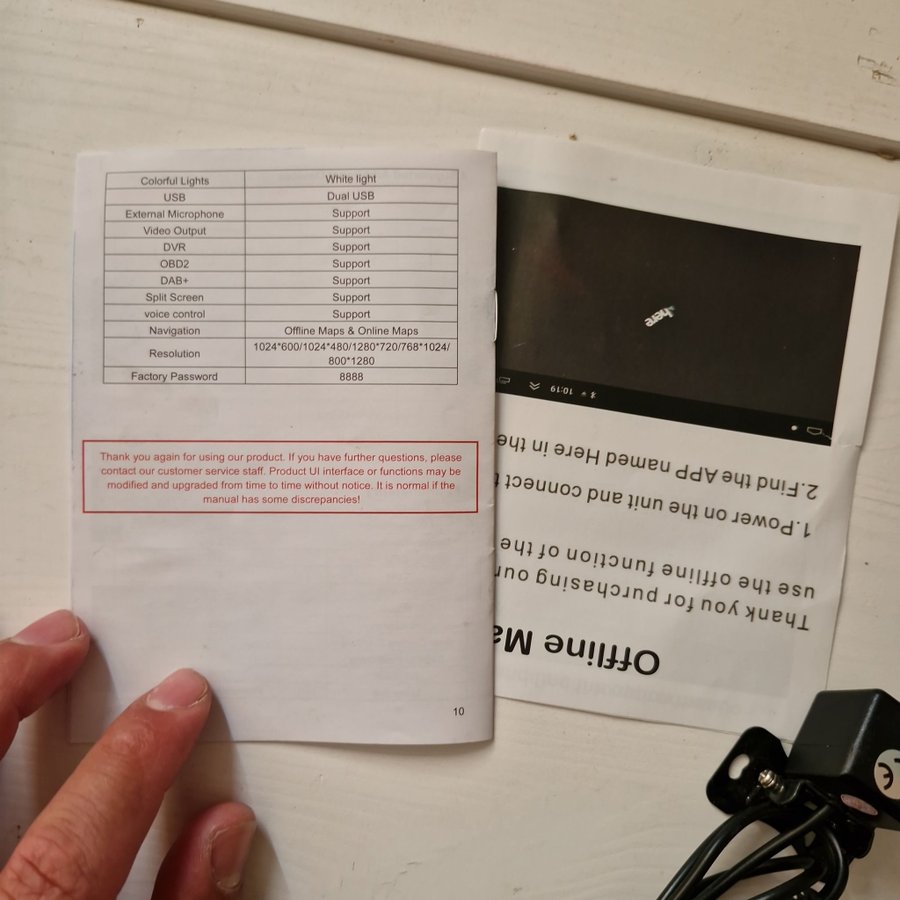 Colorful Lights White light
USB Dual USB
External Microphone Support
Video Output Support
DVR Support
OBD2 Support
DAB+ Support
Split Screen Support
voice control Support
Navigation Offline Maps & Online Maps
Resolution 1024*600/1024*480/1280*720/768*1024/
800*1280
Factory Password 8888
Thank you again for using our product. If you have further questions, please
contact our customer service staff. Product UI interface or functions may be
modified and upgraded from time to time without notice. It is normal if the
manual has some discrepancies!
10
Offline Ma
Thank you for purchasing our
use the offline function of the
1.Power on the unit and connect t
2.Find the APP named Here in the
10:19
here
CE